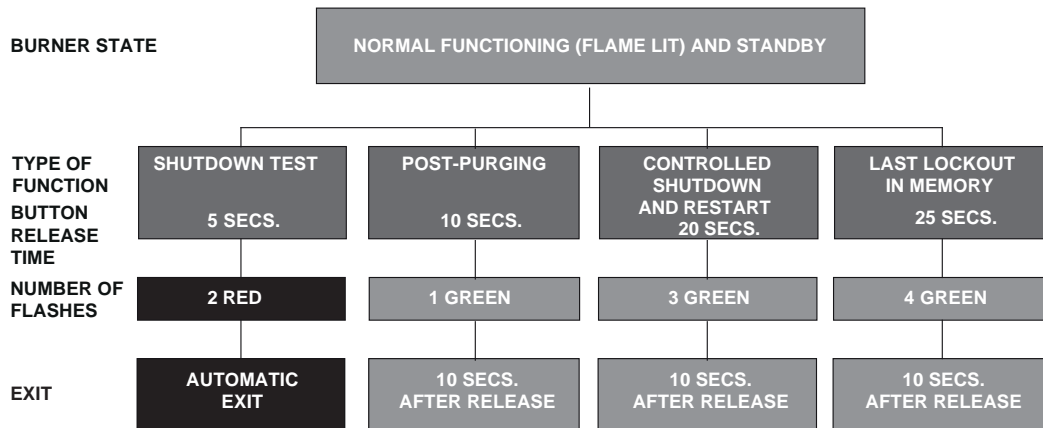 BURNER STATE
NORMAL FUNCTIONING (FLAME LIT) AND STANDBY
TYPE OF
FUNCTION
BUTTON
RELEASE
TIME
SHUTDOWN TEST
5 SECS.
POST-PURGING
10 SECS.
CONTROLLED
SHUTDOWN
AND RESTART
20 SECS.
LAST LOCKOUT
IN MEMORY
25 SECS.
NUMBER OF
FLASHES
2 RED
1 GREEN
3 GREEN
4 GREEN
EXIT
AUTOMATIC
EXIT
10 SECS.
AFTER RELEASE
10 SECS.
AFTER RELEASE
10 SECS.
AFTER RELEASE